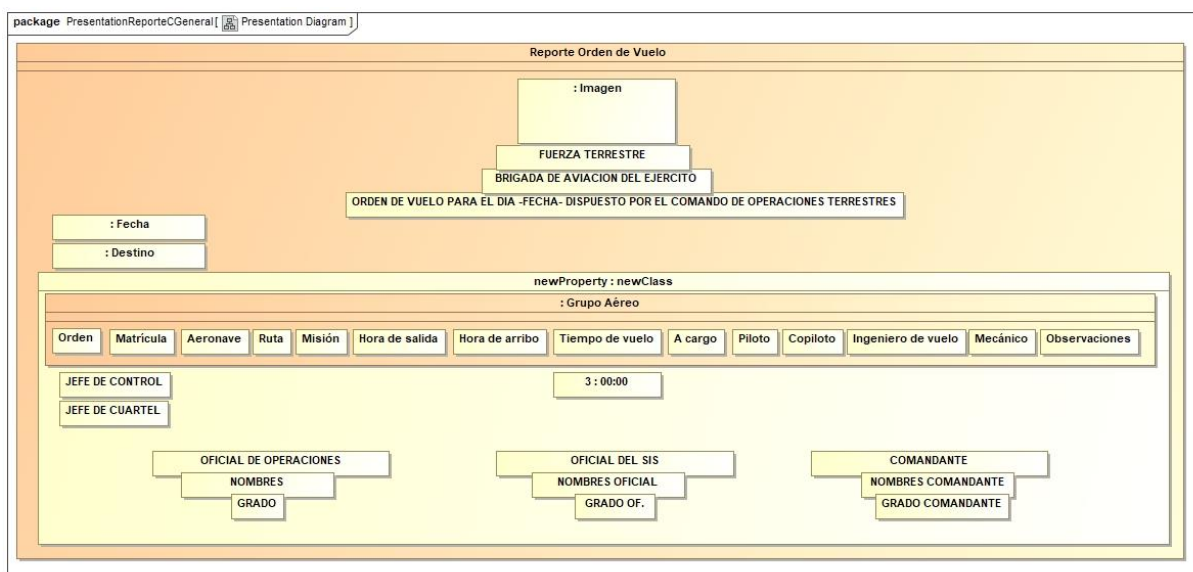 package PresentationReporteCGeneral[ Presentation Diagram ]
Reporte Orden de Vuelo
: Imagen
FUERZA TERRESTRE
BRIGADA DE AVIACION DEL EJERCITO
ORDEN DE VUELO PARA EL DIA -FECHA- DISPUESTO POR EL COMANDO DE OPERACIONES TERRESTRES
: Fecha
: Destino
newProperty : newClass
: Grupo Aéreo
Orden Matrícula Aeronave Ruta Misión Hora de salida Hora de arribo Tiempo de vuelo A cargo Piloto Copiloto Ingeniero de vuelo Mecánico Observaciones
JEFE DE CONTROL 3 : 00:00
JEFE DE CUARTEL
OFICIAL DE OPERACIONES OFICIAL DEL SIS COMANDANTE
NOMBRES NOMBRES OFICIAL NOMBRES COMANDANTE
GRADO GRADO OF. GRADO COMANDANTE